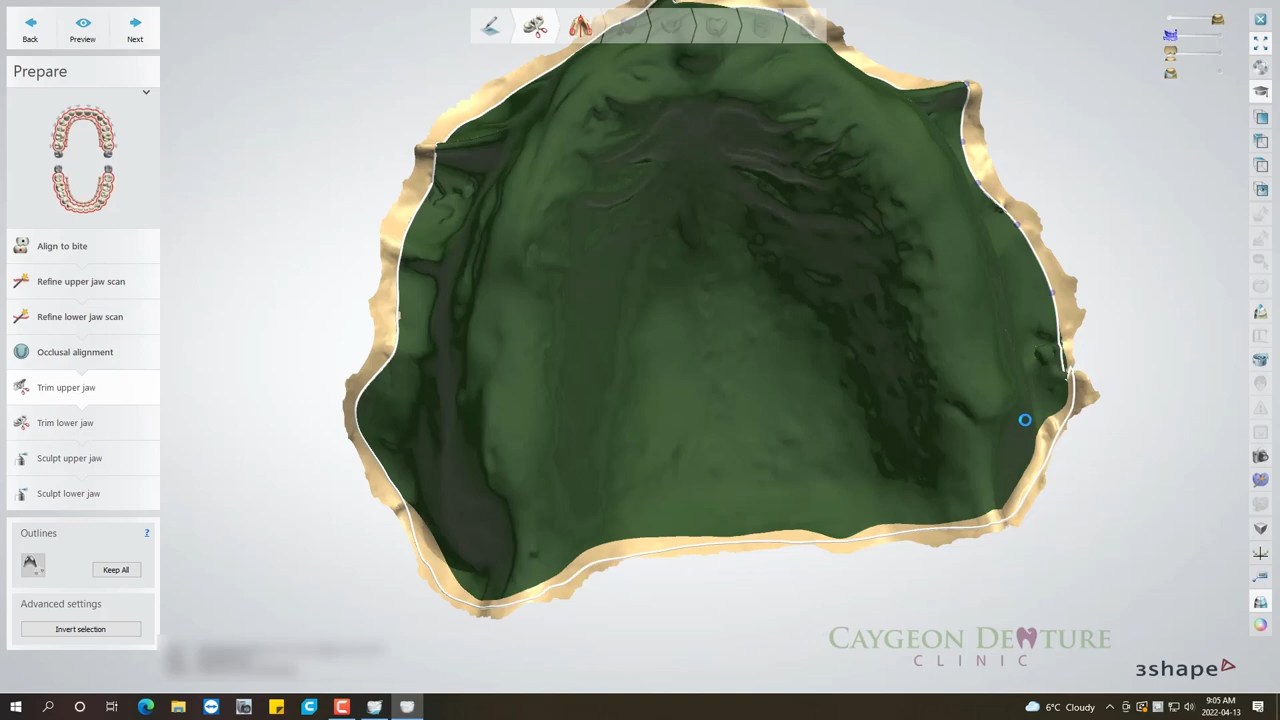 Back
Preview
Next
Prepare
Align to bite
Refine upper jaw scan
Refine lower jaw scan
Occlusal alignment
Trim upper jaw
Trim lower jaw
Sculpt upper jaw
Sculpt lower jaw
Outlines
?
Keep All
Advanced settings
Invert selection
CAYGEON DENTURE
CLINIC
3shape
6°C Cloudy
9:05 AM
2022-04-13